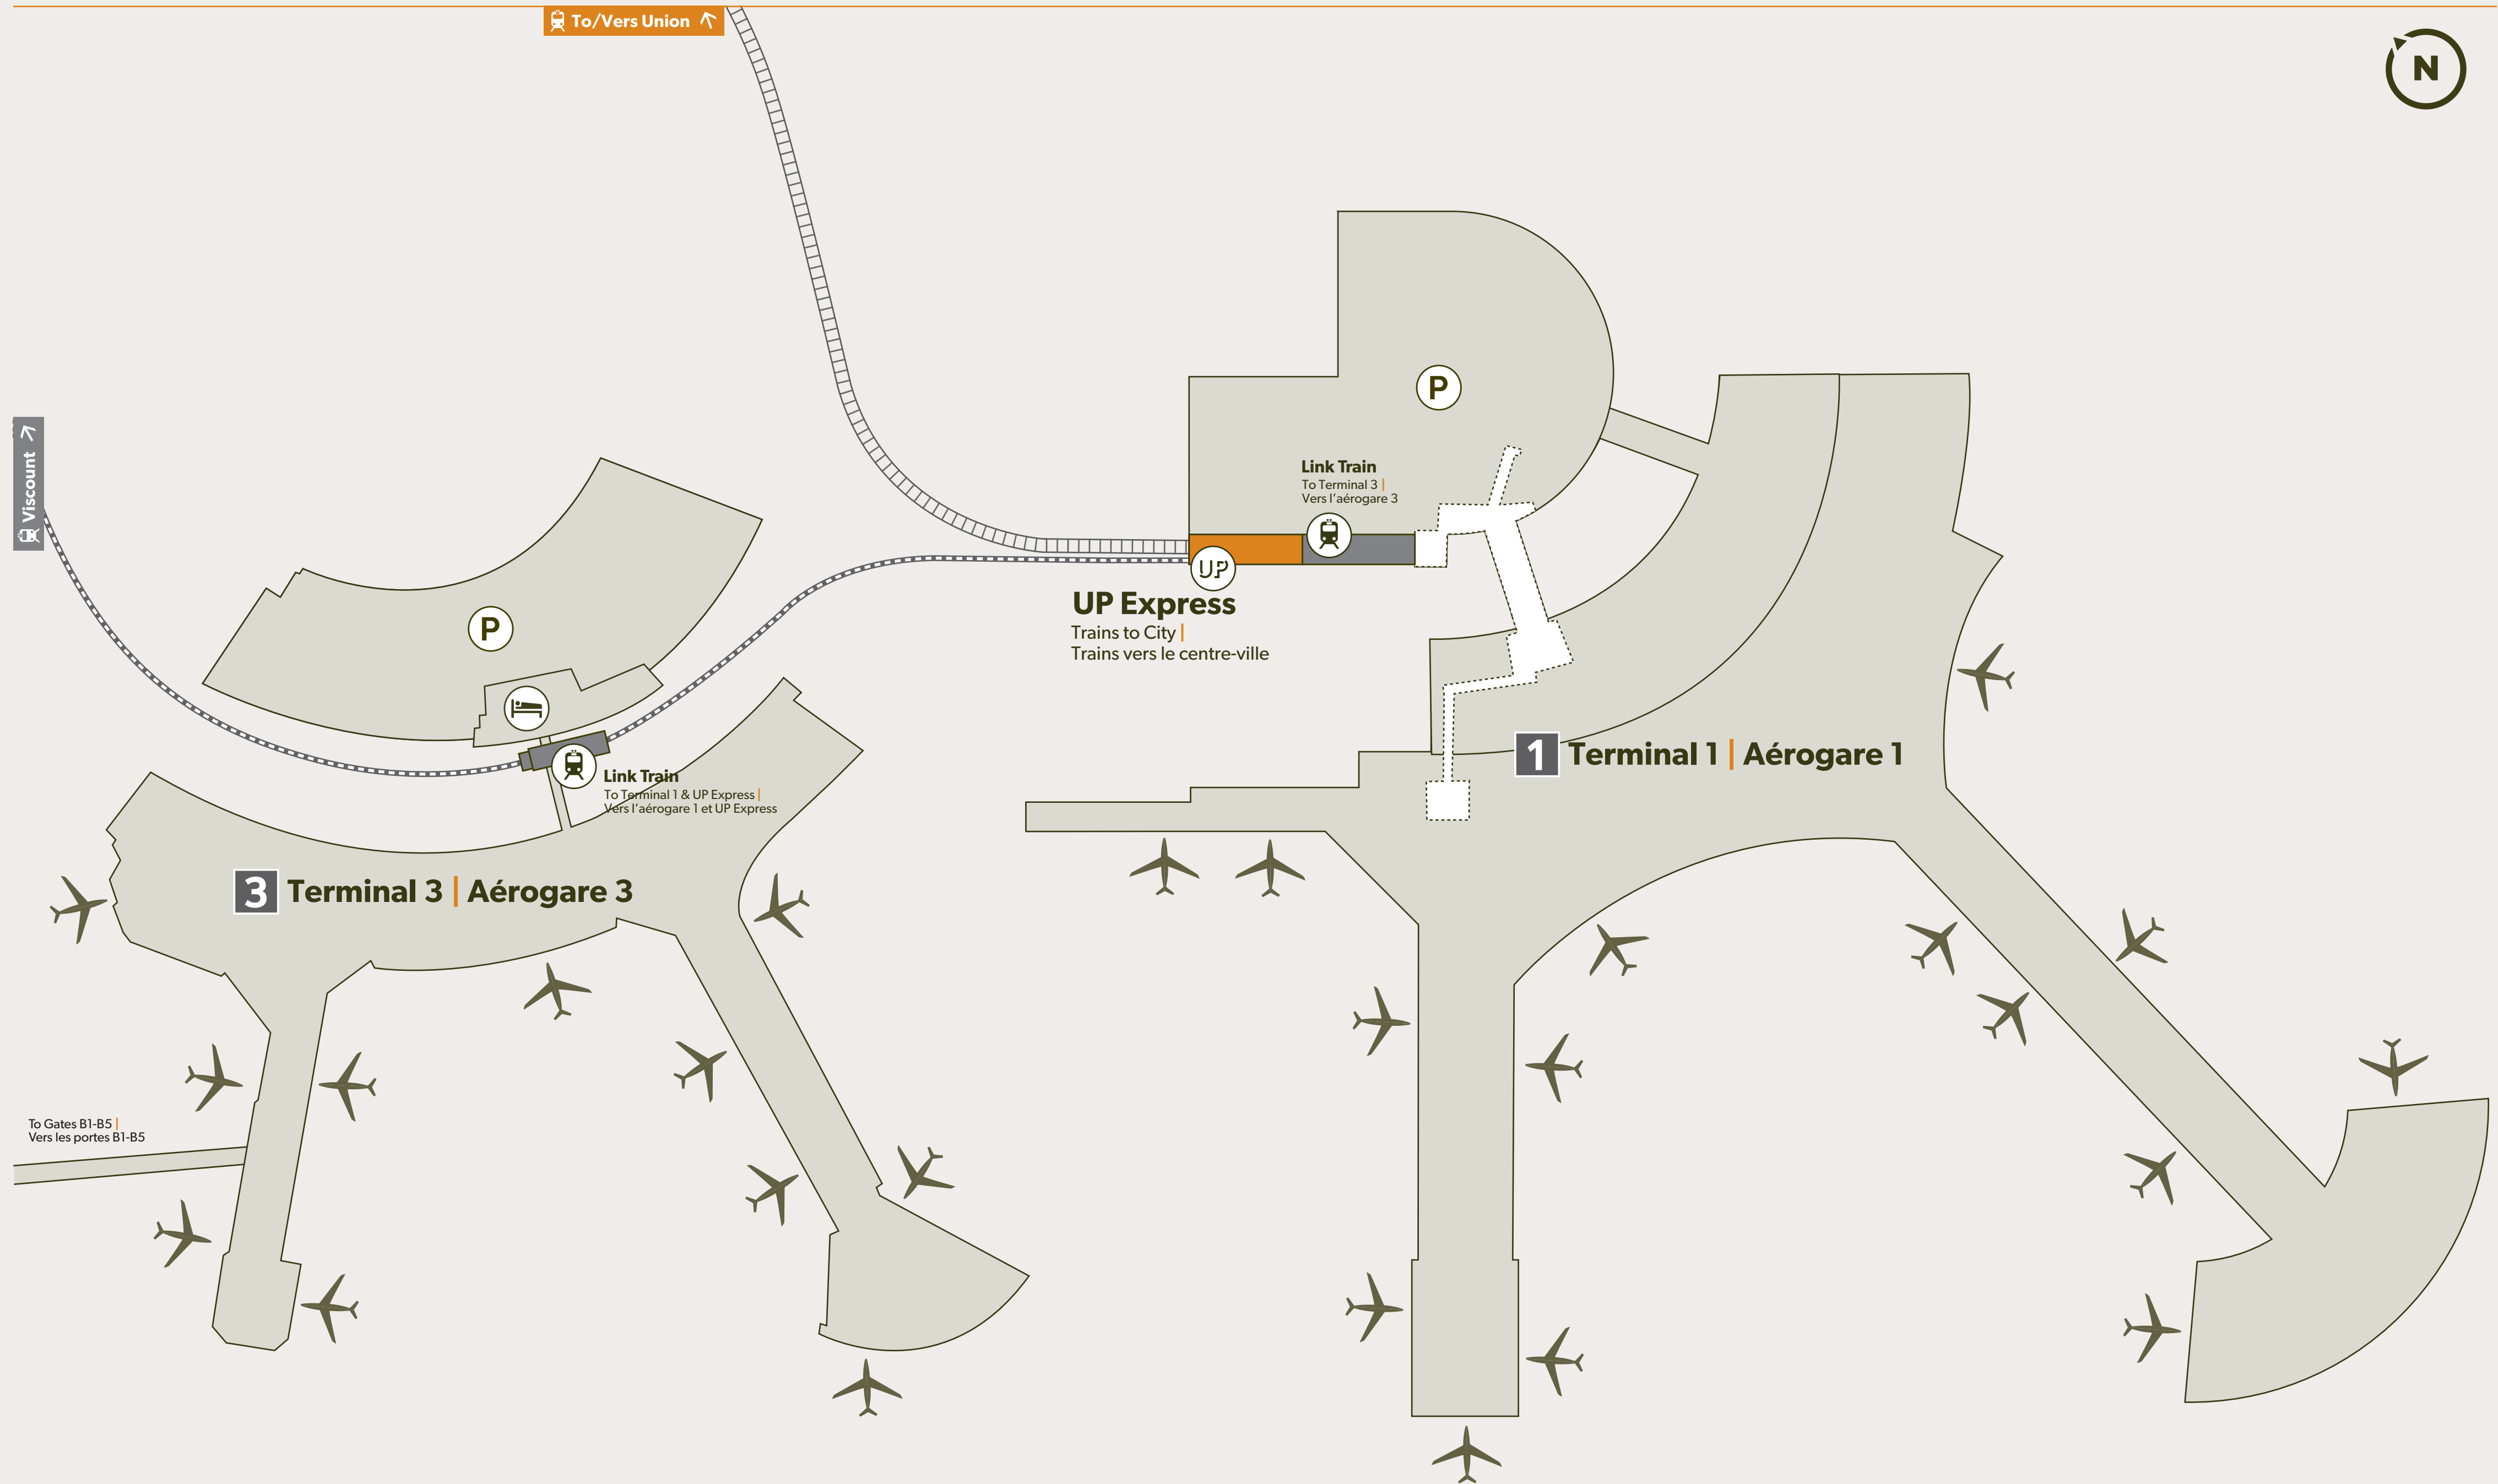 To/Vers Union
N
P
Link Train
To Terminal 3 |
Vers l'aérogare 3
Viscount
UP
UP Express
Trains to City |
Trains vers le centre-ville
P
Link Train
To Terminal 1 & UP Express |
Vers l'aérogare 1 et UP Express
1 Terminal 1 | Aérogare 1
3 Terminal 3 | Aérogare 3
To Gates B1-B5 |
Vers les portes B1-B5